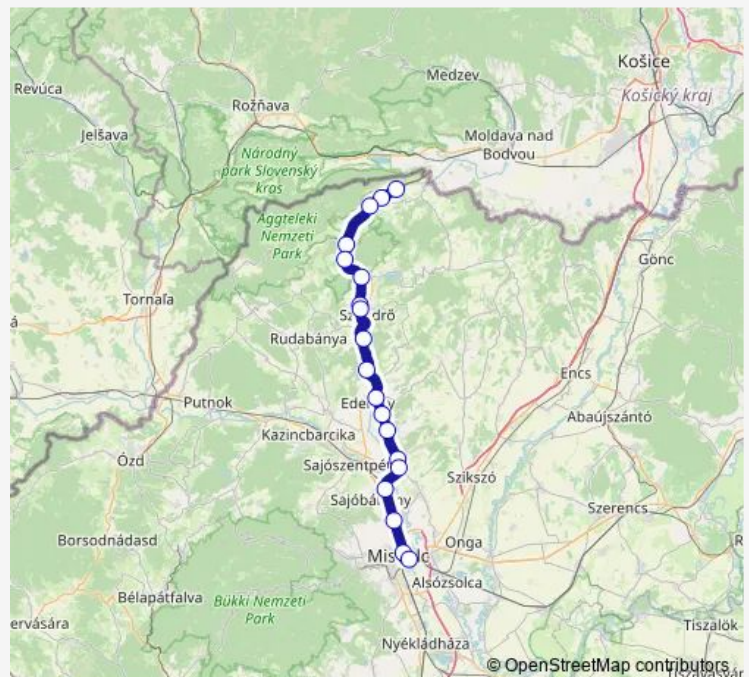 Košice
Medzev
Revúca
Košický kraj
Rožňava
Jelšava
Moldava nad
Bodvou
Národný
park Slovenský
kras
Aggteleki
Nemzeti
Park
Gönc
Tornaľa
Rudabánya
Encs
Putnok
Abaújszántó
Kazincbarcika
Ózd
Szikszó
Szerencs
Borsodnádasd
Onga
Alsózsolca
Bélapátfalva
Bükki Nemzeti
Park
Tiszalök
Nyékládháza
© OpenStreetMap contributors